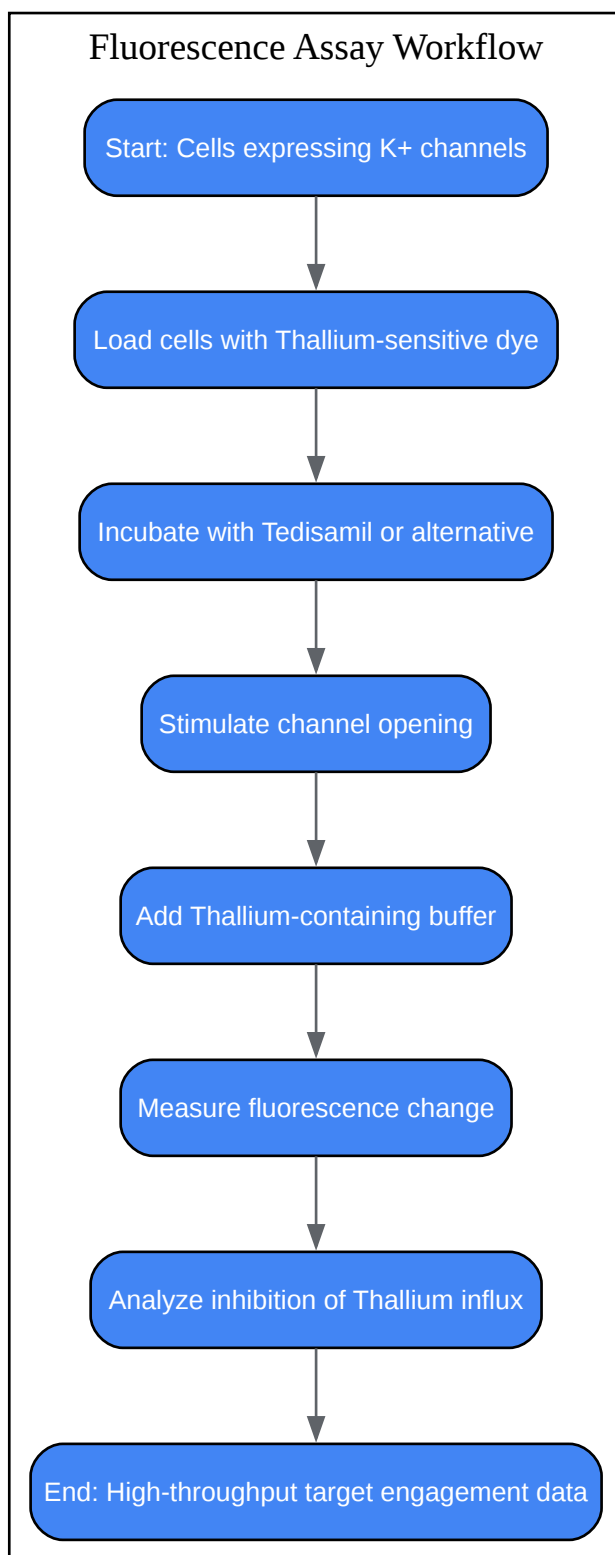 Fluorescence Assay Workflow
Start: Cells expressing K+ channels
Load cells with Thallium-sensitive dye
Incubate with Tedisamil or alternative
Stimulate channel opening
Add Thallium-containing buffer
Measure fluorescence change
Analyze inhibition of Thallium influx
End: High-throughput target engagement data